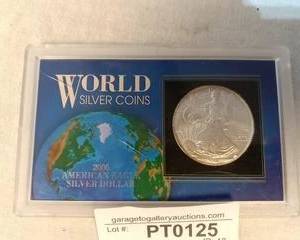 WORLD
SILVER COINS
2006
AMERICAN EAGLE
SILVER DOLLAR
garagetogalleryauctions.com
Lot #: PT0125